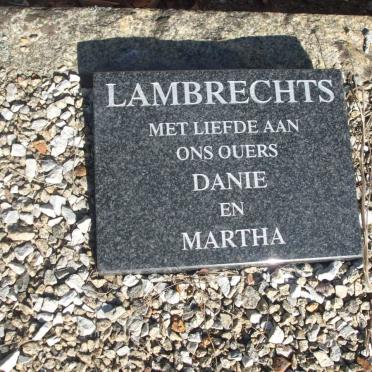 LAMBRECHTS
MET LIEFDE AAN
ONS OUERS
DANIE
EN
MARTHA